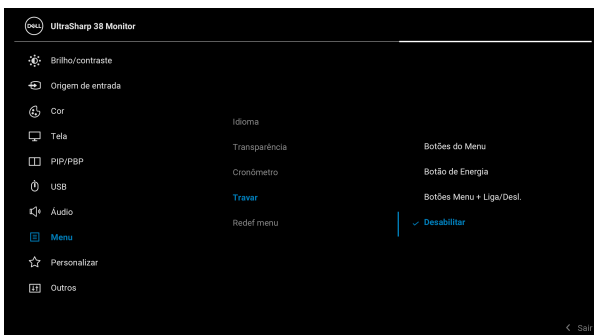 DELL
UltraSharp 38 Monitor
Brilho/contraste
Origem de entrada
Cor
Tela
PIP/PBP
USB
Áudio
Menu
Personalizar
Outros
Idioma
Transparência
Cronômetro
Travar
Redef menu
Botões do Menu
Botão de Energia
Botões Menu + Liga/Desl.
Desabilitar
Sair